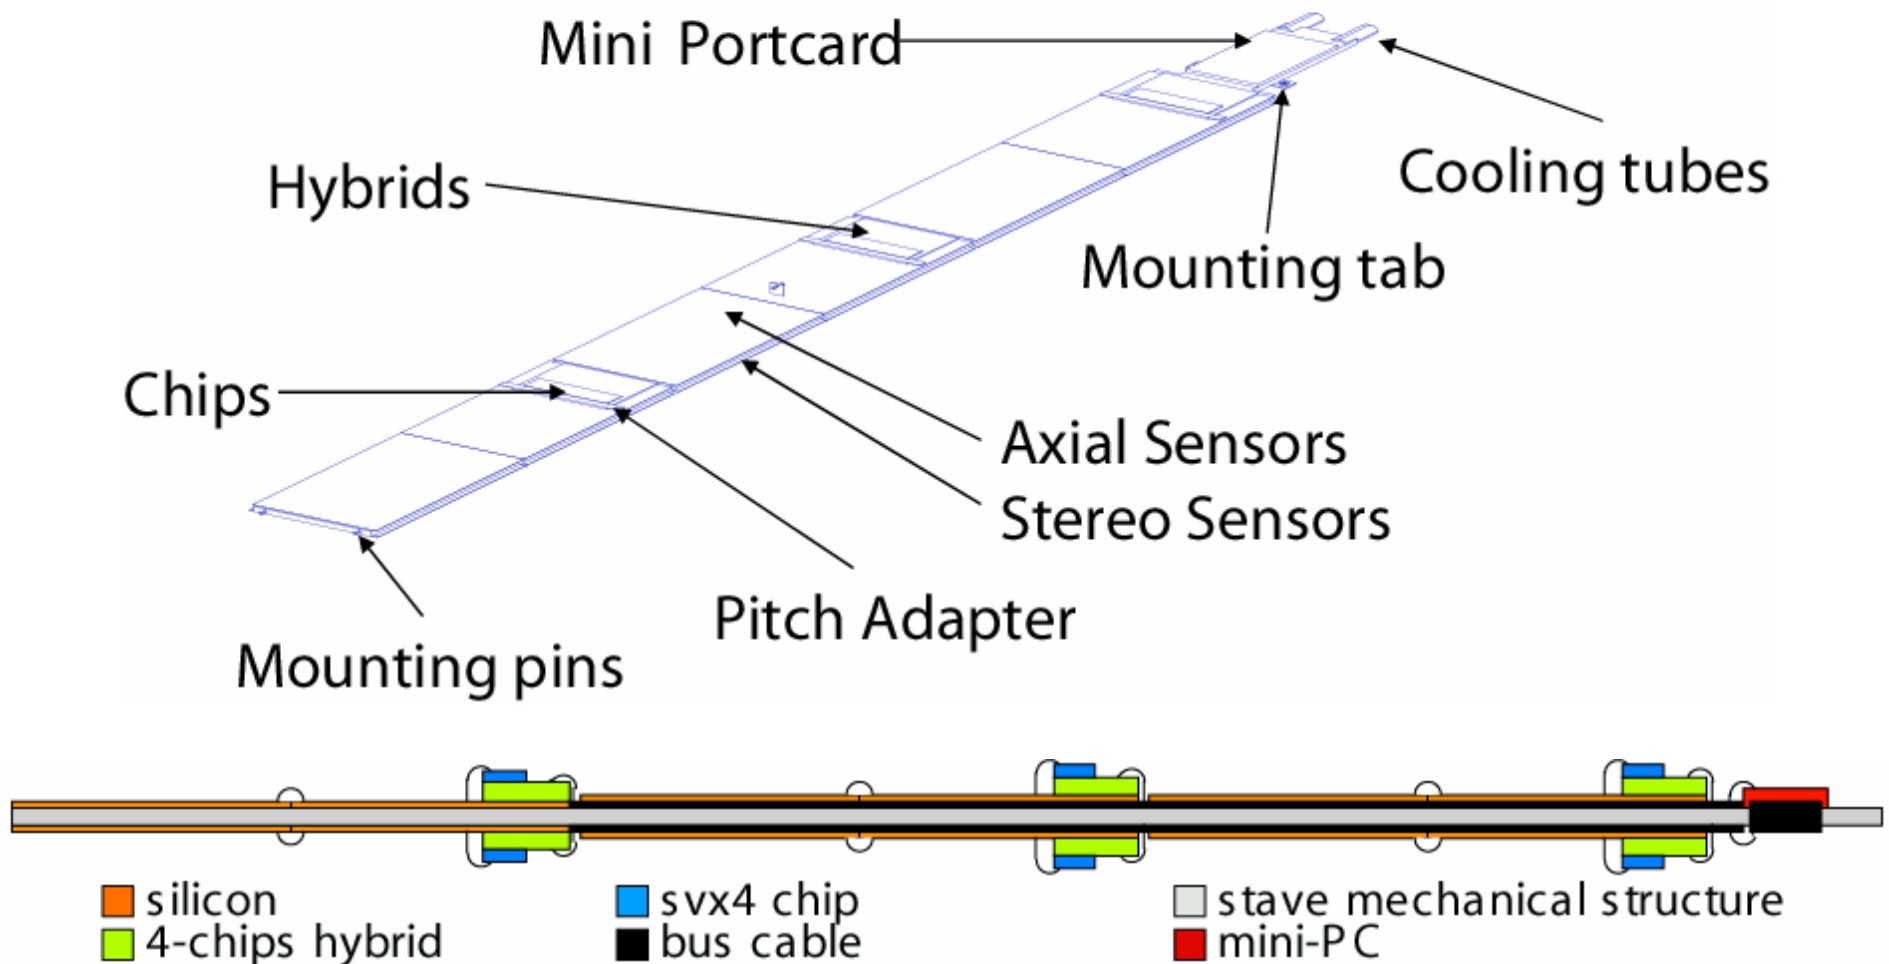 Mini Portcard
Cooling tubes
Hybrids
Mounting tab
Chips
Axial Sensors
Stereo Sensors
Pitch Adapter
Mounting pins
silicon
svx4 chip
stave mechanical structure
4-chips hybrid
bus cable
mini-PC